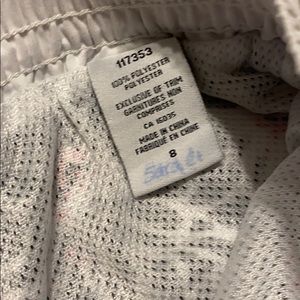 117353
100% POLYESTER
POLYESTER
EXCLUSIVE OF TRIM
GARNITURES NON
COMPRISES
CA 15035
MADE IN CHINA
FABRIQUÉ EN CHINE
8